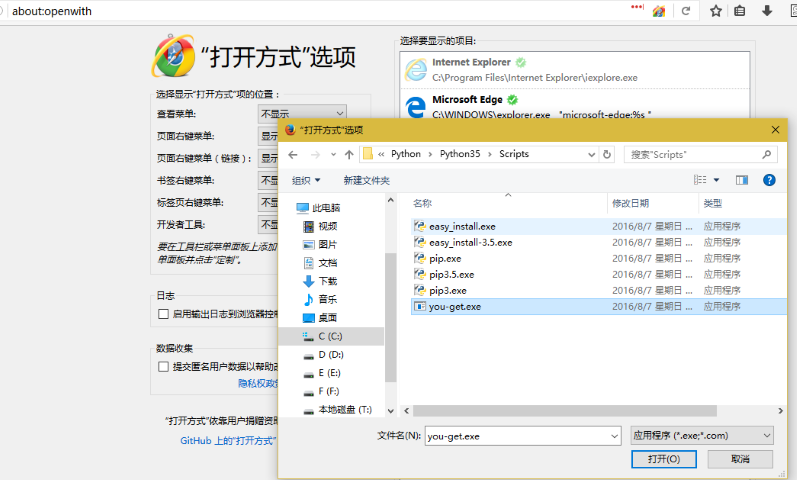 about:openwith
“打开方式”选项
选择显示“打开方式”项的位置：
查看菜单:
不显示
页面右键菜单:
显示
页面右键菜单（链接）:
显示
书签右键菜单:
不显
标签页右键菜单:
不显
开发者工具:
不显
要在工具栏或菜单面板上添加
单面板并点击“定制”。
日志
启用输出日志到浏览器控制
数据收集
提交匿名用户数据以帮助改
隐私权政策
“打开方式”依靠用户捐赠资
GitHub 上的“打开方式”
选择要显示的项目:
Internet Explorer
C:\Program Files\Internet Explorer\iexplore.exe
Microsoft Edge
C:\WINDOWS\explorer.exe "microsoft-edge:%s "
“打开方式”选项
« Python > Python35 > Scripts
搜索"Scripts"
组织
新建文件夹
此电脑
视频
图片
文档
下载
音乐
桌面
C (C:)
D (D:)
E (E:)
F (F:)
本地磁盘 (T:)
名称 修改日期 类型
easy_install.exe 2016/8/7 星期日 ... 应用程序
easy_install-3.5.exe 2016/8/7 星期日 ... 应用程序
pip.exe 2016/8/7 星期日 ... 应用程序
pip3.5.exe 2016/8/7 星期日 ... 应用程序
pip3.exe 2016/8/7 星期日 ... 应用程序
you-get.exe 2016/8/7 星期日 ... 应用程序
文件名(N):
you-get.exe
应用程序 (*.exe;*.com)
打开(O)
取消